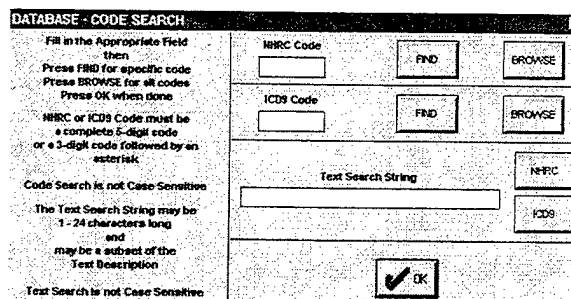 DATABASE - CODE SEARCH
Fill in the Appropriate Field
then
Press FIND for specific code
Press BROWSE for all codes
Press OK when done
NHRC or ICD9 Code must be
a complete 5-digit code
or a 3-digit code followed by an
asterisk
Code Search is not Case Sensitive
The Text Search String may be
1 - 24 characters long
and
may be a subset of the
Text Description
Text Search is not Case Sensitive
NHRC Code
FIND
BROWSE
ICD9 Code
FIND
BROWSE
Text Search String
NHRC
ICD9
OK